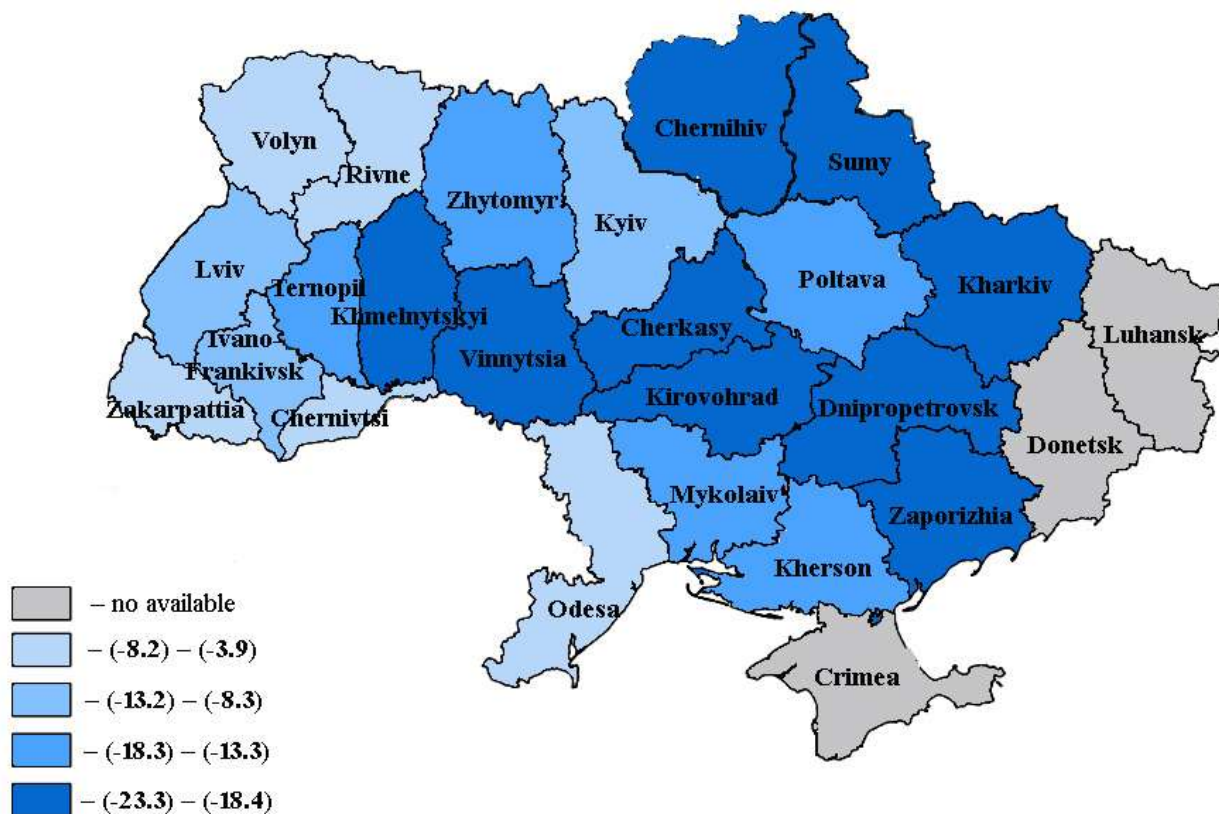 Chernihiv
Volyn
Sumy
Rivne
Zhytomyr
Kyiv
Lviv
Ternopil
Poltava
Kharkiv
Khmelnytskyi
Cherkasy
Luhansk
Ivano-
Frankivsk
Vinnytsia
Kirovohrad
Dnipropetrovsk
Zakarpattia
Chernivtsi
Donetsk
Mykolaiv
Zaporizhia
Kherson
Odesa
Crimea
– no available
– (-8.2) – (-3.9)
– (-13.2) – (-8.3)
– (-18.3) – (-13.3)
– (-23.3) – (-18.4)